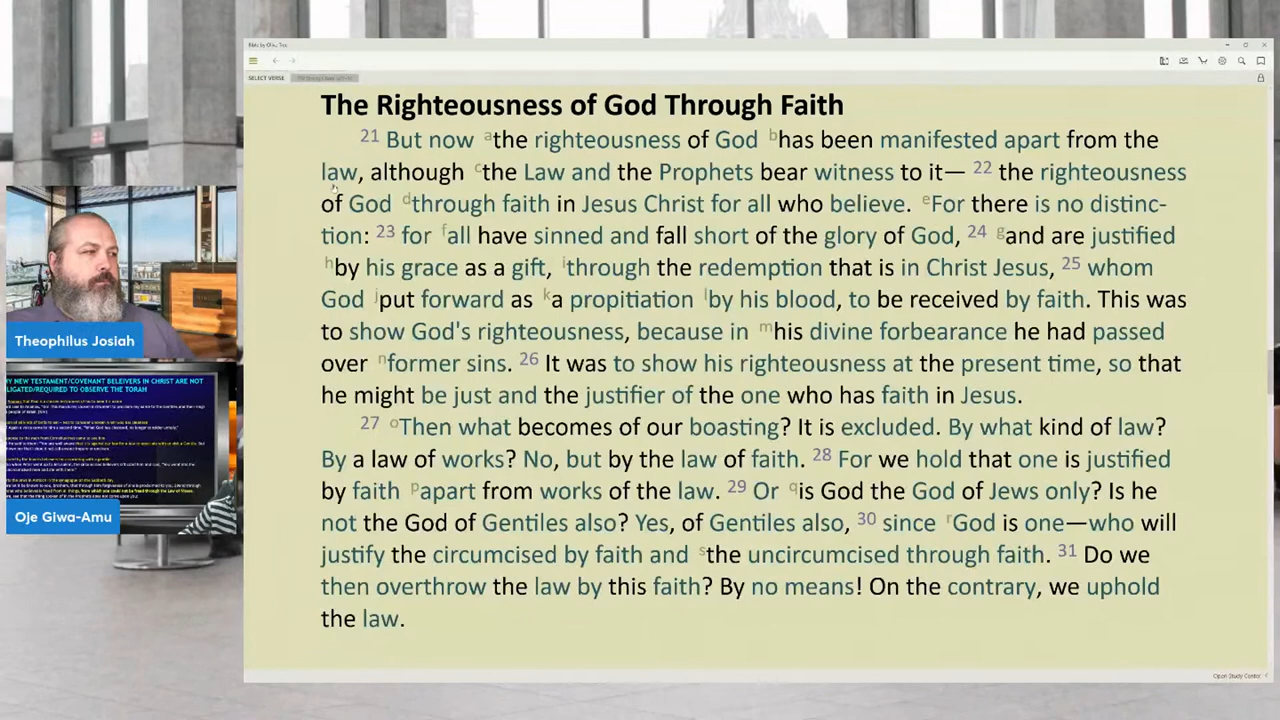 SELECT VERSE
The Righteousness of God Through Faith
21 But now a the righteousness of God b has been manifested apart from the
law, although c the Law and the Prophets bear witness to it— 22 the righteousness
of God d through faith in Jesus Christ for all who believe. e For there is no distinc-
tion: 23 for f all have sinned and fall short of the glory of God, 24 g and are justified
h by his grace as a gift, i through the redemption that is in Christ Jesus, 25 whom
God j put forward as k a propitiation l by his blood, to be received by faith. This was
to show God's righteousness, because in m his divine forbearance he had passed
over n former sins. 26 It was to show his righteousness at the present time, so that
he might be just and the justifier of the one who has faith in Jesus.
27 o Then what becomes of our boasting? It is excluded. By what kind of law?
By a law of works? No, but by the law of faith. 28 For we hold that one is justified
by faith p apart from works of the law. 29 Or q is God the God of Jews only? Is he
not the God of Gentiles also? Yes, of Gentiles also, 30 since r God is one—who will
justify the circumcised by faith and s the uncircumcised through faith. 31 Do we
then overthrow the law by this faith? By no means! On the contrary, we uphold
the law.
Open Study Center
Theophilus Josiah
NEW TESTAMENT/COVENANT BELEIVERS IN CHRIST ARE NOT
REQUIRED TO OBSERVE THE TORAH
Oje Giwa-Amu